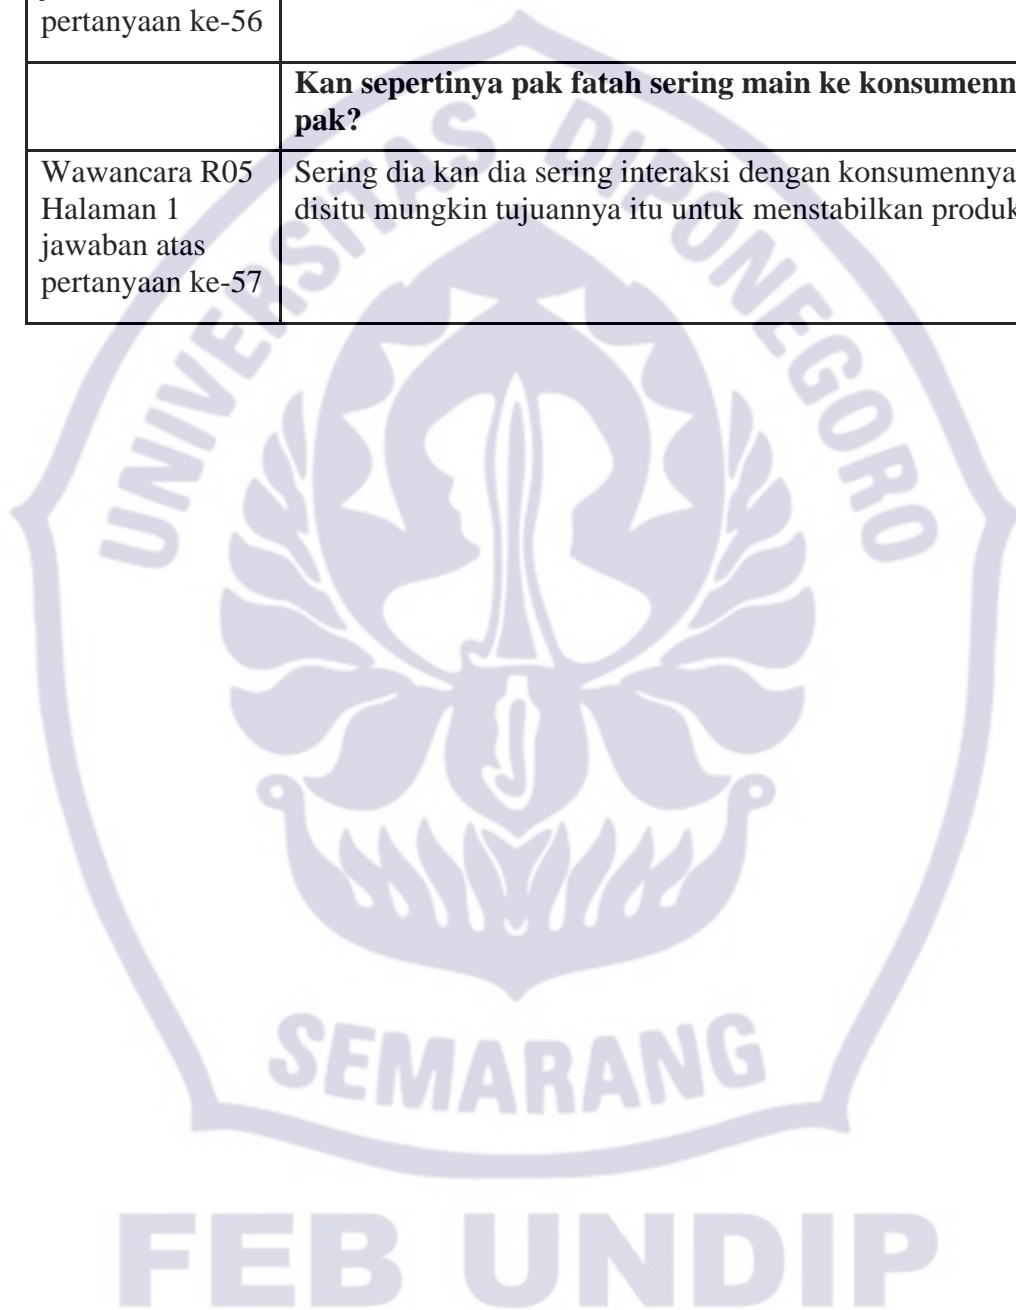 pertanyaan ke-56
Kan sepertinya pak fatah sering main ke
pak?
Wawancara R05
Halaman 1
jawaban atas
pertanyaan ke-57
Sering dia kan dia sering interaksi dengan konsumennya
disitu mungkin tujuannya itu untuk menstabilkan
UNIVERSITAS DIPONEGORO
SEMARANG
FEB UNDIP